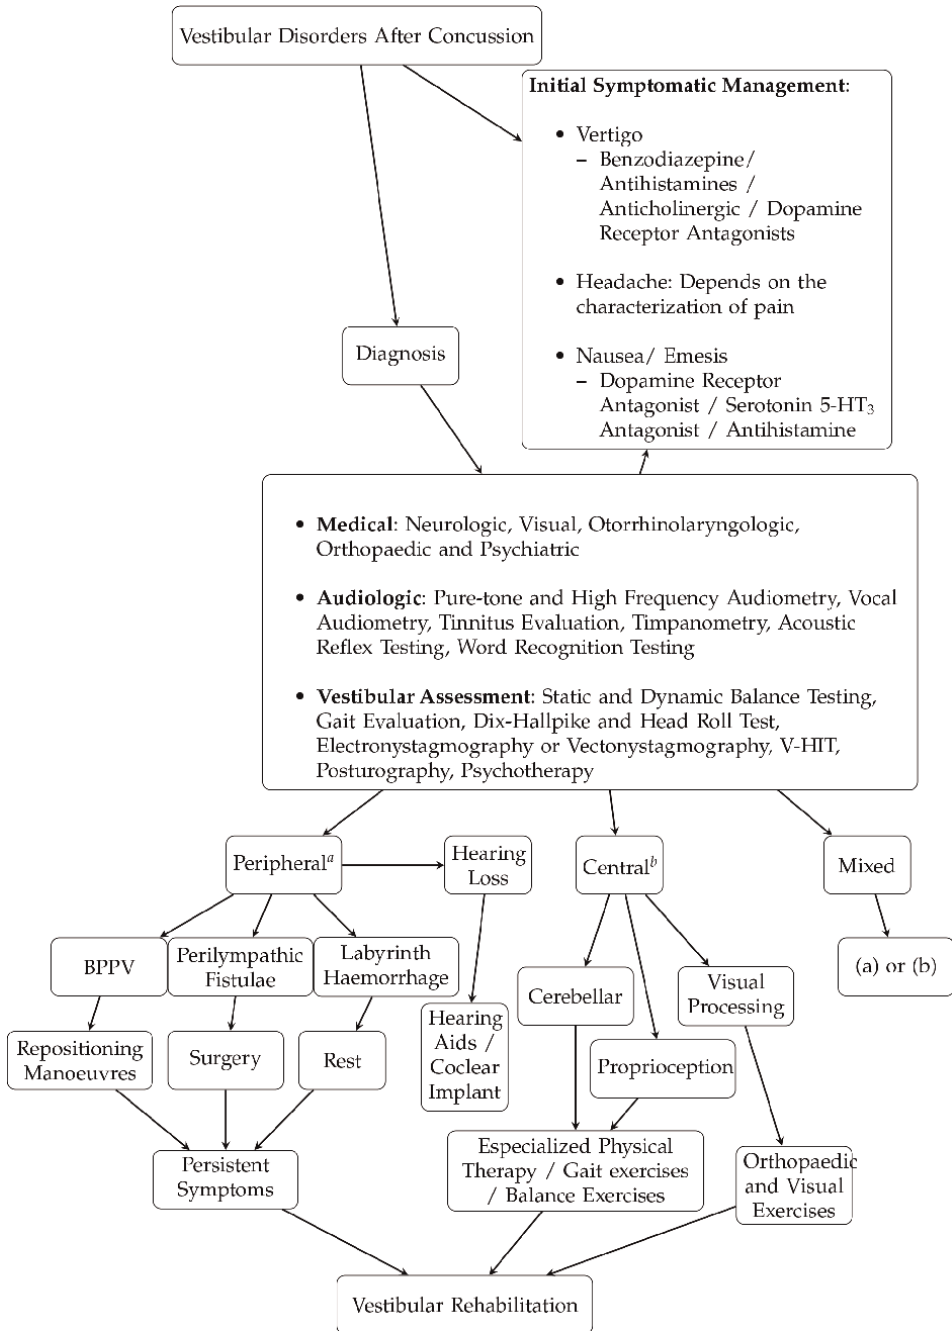 Vestibular Disorders After Concussion
Initial Symptomatic Management:
• Vertigo
– Benzodiazepine/
Antihistamines /
Anticholinergic / Dopamine
Receptor Antagonists
• Headache: Depends on the
characterization of pain
• Nausea/ Emesis
– Dopamine Receptor
Antagonist / Serotonin 5-HT₃
Antagonist / Antihistamine
Diagnosis
• Medical: Neurologic, Visual, Otorrhinolaryngologic,
Orthopaedic and Psychiatric
• Audiologic: Pure-tone and High Frequency Audiometry, Vocal
Audiometry, Tinnitus Evaluation, Timpanometry, Acoustic
Reflex Testing, Word Recognition Testing
• Vestibular Assessment: Static and Dynamic Balance Testing,
Gait Evaluation, Dix-Hallpike and Head Roll Test,
Electronystagmography or Vectonystagmography, V-HIT,
Posturography, Psychotherapy
Peripheralᵃ
Hearing
Loss
Centralᵇ
Mixed
BPPV
Perilympathic
Fistulae
Labyrinth
Haemorrhage
Cerebellar
Visual
Processing
(a) or (b)
Repositioning
Manoeuvres
Surgery
Rest
Hearing
Aids /
Coclear
Implant
Proprioception
Persistent
Symptoms
Especialized Physical
Therapy / Gait exercises
/ Balance Exercises
Orthopaedic
and Visual
Exercises
Vestibular Rehabilitation